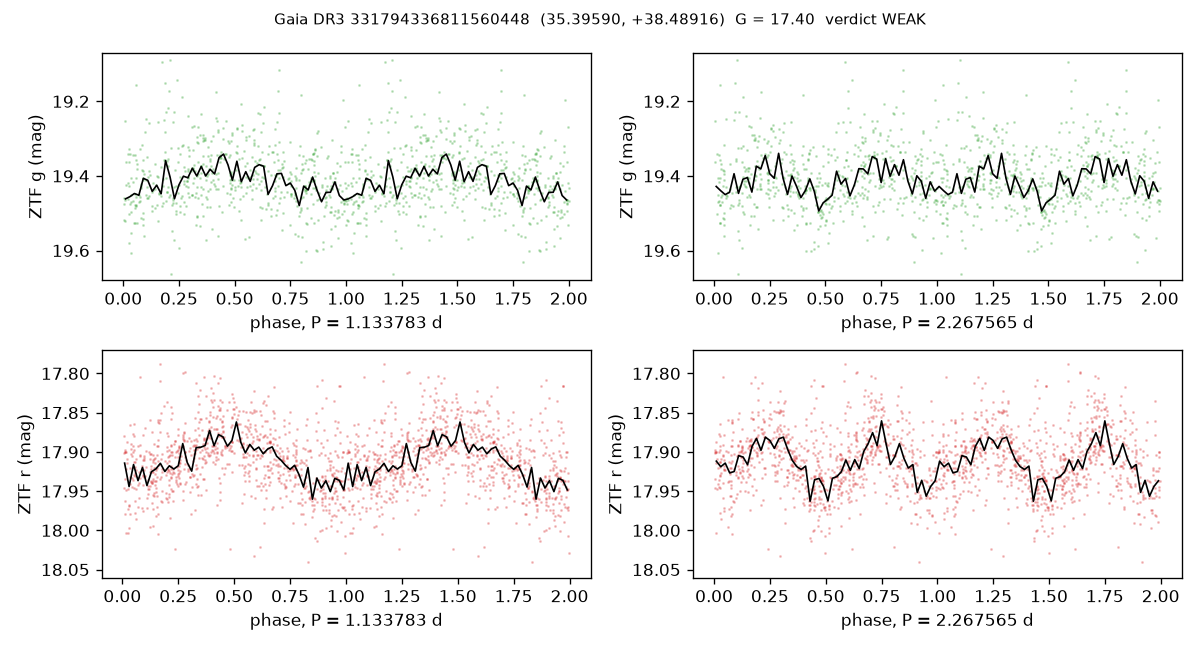 Gaia DR3 331794336811560448  (35.39590, +38.48916)  G = 17.40  verdict WEAK
ZTF g (mag)
19.2
19.4
19.6
0.00 0.25 0.50 0.75 1.00 1.25 1.50 1.75 2.00
phase, P = 1.133783 d
ZTF g (mag)
19.2
19.4
19.6
0.00 0.25 0.50 0.75 1.00 1.25 1.50 1.75 2.00
phase, P = 2.267565 d
ZTF r (mag)
17.80
17.85
17.90
17.95
18.00
18.05
0.00 0.25 0.50 0.75 1.00 1.25 1.50 1.75 2.00
phase, P = 1.133783 d
ZTF r (mag)
17.80
17.85
17.90
17.95
18.00
18.05
0.00 0.25 0.50 0.75 1.00 1.25 1.50 1.75 2.00
phase, P = 2.267565 d